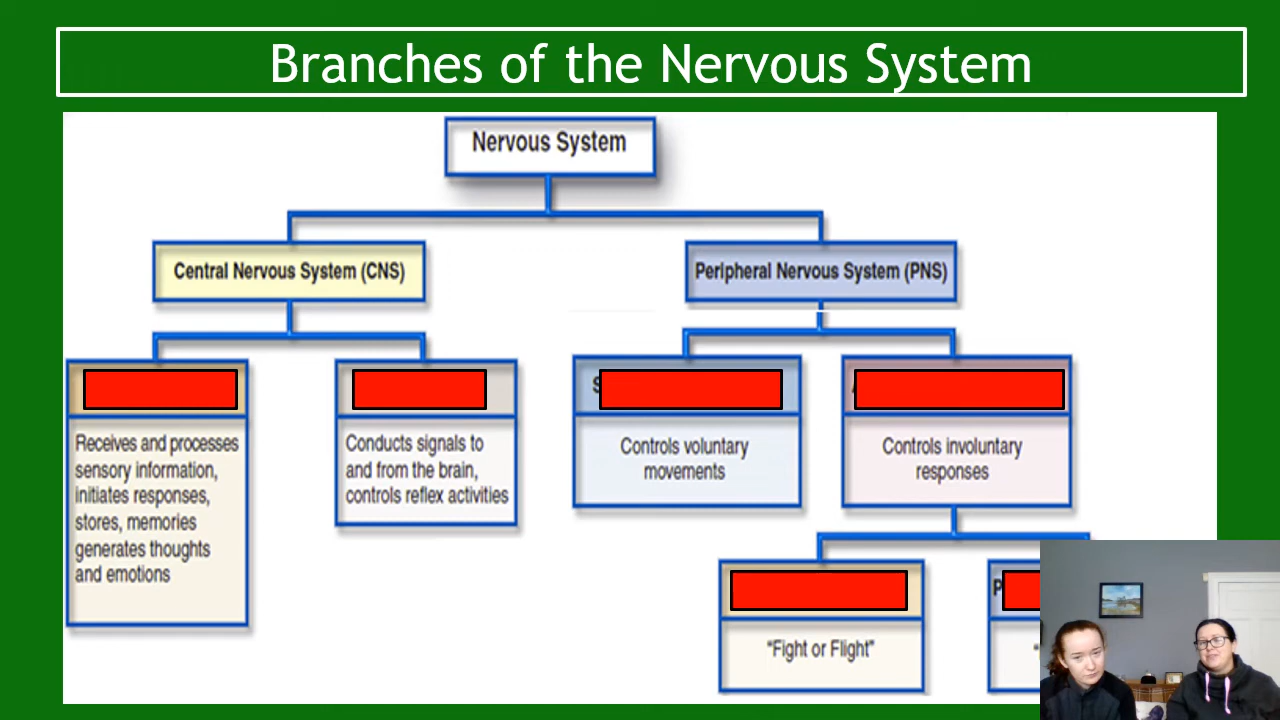 Branches of the Nervous System
Nervous System
Central Nervous System (CNS)
Peripheral Nervous System (PNS)
Receives and processes
sensory information,
initiates responses,
stores, memories
generates thoughts
and emotions
Conducts signals to
and from the brain,
controls reflex activities
S
Controls voluntary
movements
Controls involuntary
responses
"Fight or Flight"
P